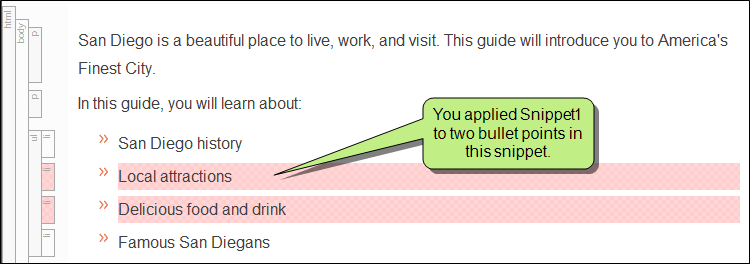 html
body
p
San Diego is a beautiful place to live, work, and visit. This guide will introduce you to America's
Finest City.
p
In this guide, you will learn about:
You applied Snippet1
to two bullet points in
this snippet.
ul
li
» San Diego history
li
» Local attractions
li
» Delicious food and drink
li
» Famous San Diegans